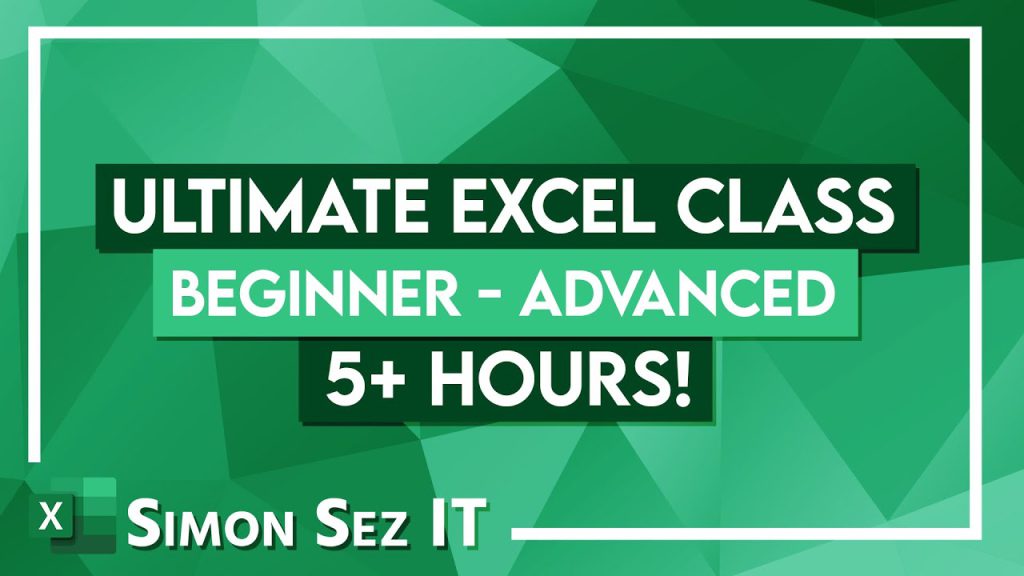 ULTIMATE EXCEL CLASS
BEGINNER - ADVANCED
5+ HOURS!
X
SIMON SEZ IT